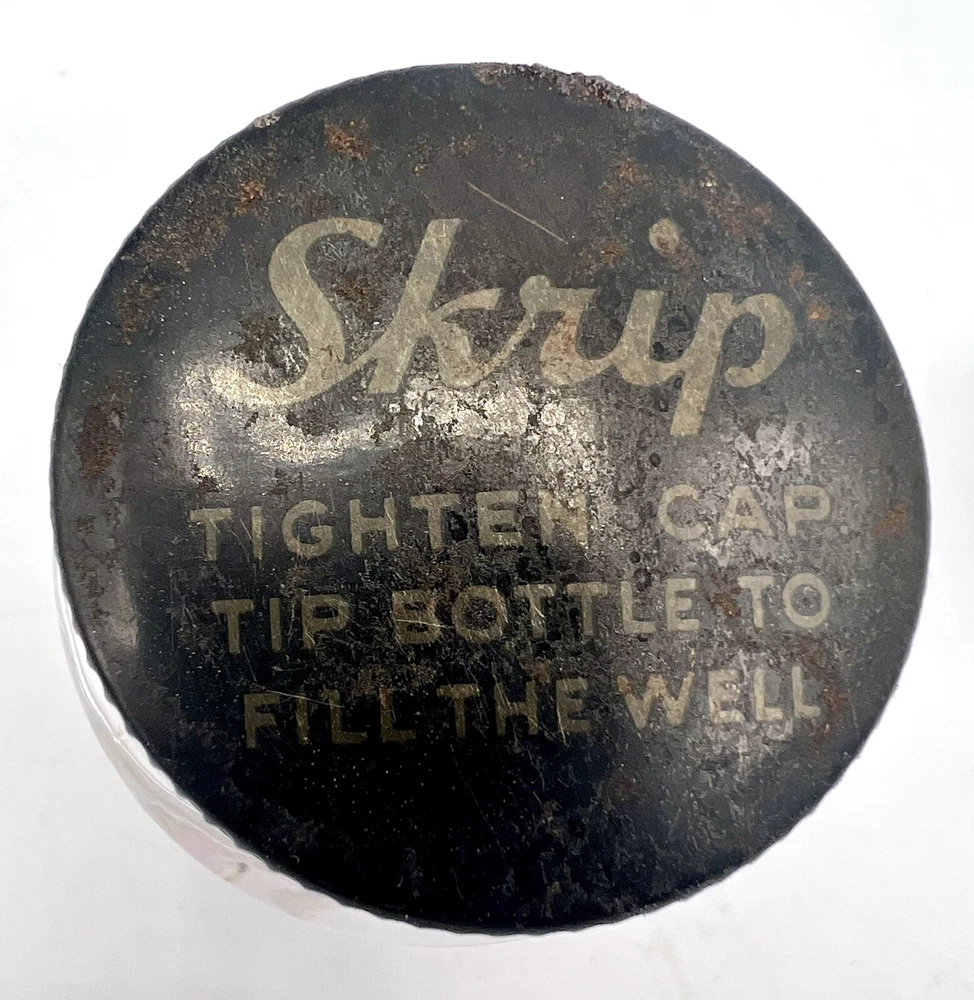 Skrip
TIGHTEN CAP
TIP BOTTLE TO
FILL THE WELL